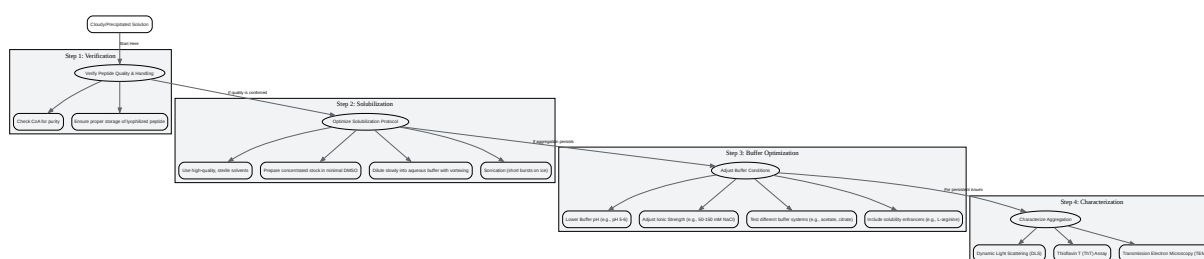 Cloudy/Precipitated Solution
Start Here
Step 1: Verification
Verify Peptide Quality & Handling
Check CoA for purity
Ensure proper storage of lyophilized peptide
If quality is confirmed
Step 2: Solubilization
Optimize Solubilization Protocol
Use high-quality, sterile solvents
Prepare concentrated stock in minimal DMSO
Dilute slowly into aqueous buffer with vortexing
Sonication (short bursts on ice)
If aggregation persists
Step 3: Buffer Optimization
Adjust Buffer Conditions
Lower Buffer pH (e.g., pH 5-6)
Adjust Ionic Strength (e.g., 50-150 mM NaCl)
Test different buffer systems (e.g., acetate, citrate)
Include solubility enhancers (e.g., L-arginine)
For persistent issues
Step 4: Characterization
Characterize Aggregation
Dynamic Light Scattering (DLS)
Thioflavin T (ThT) Assay
Transmission Electron Microscopy (TEM